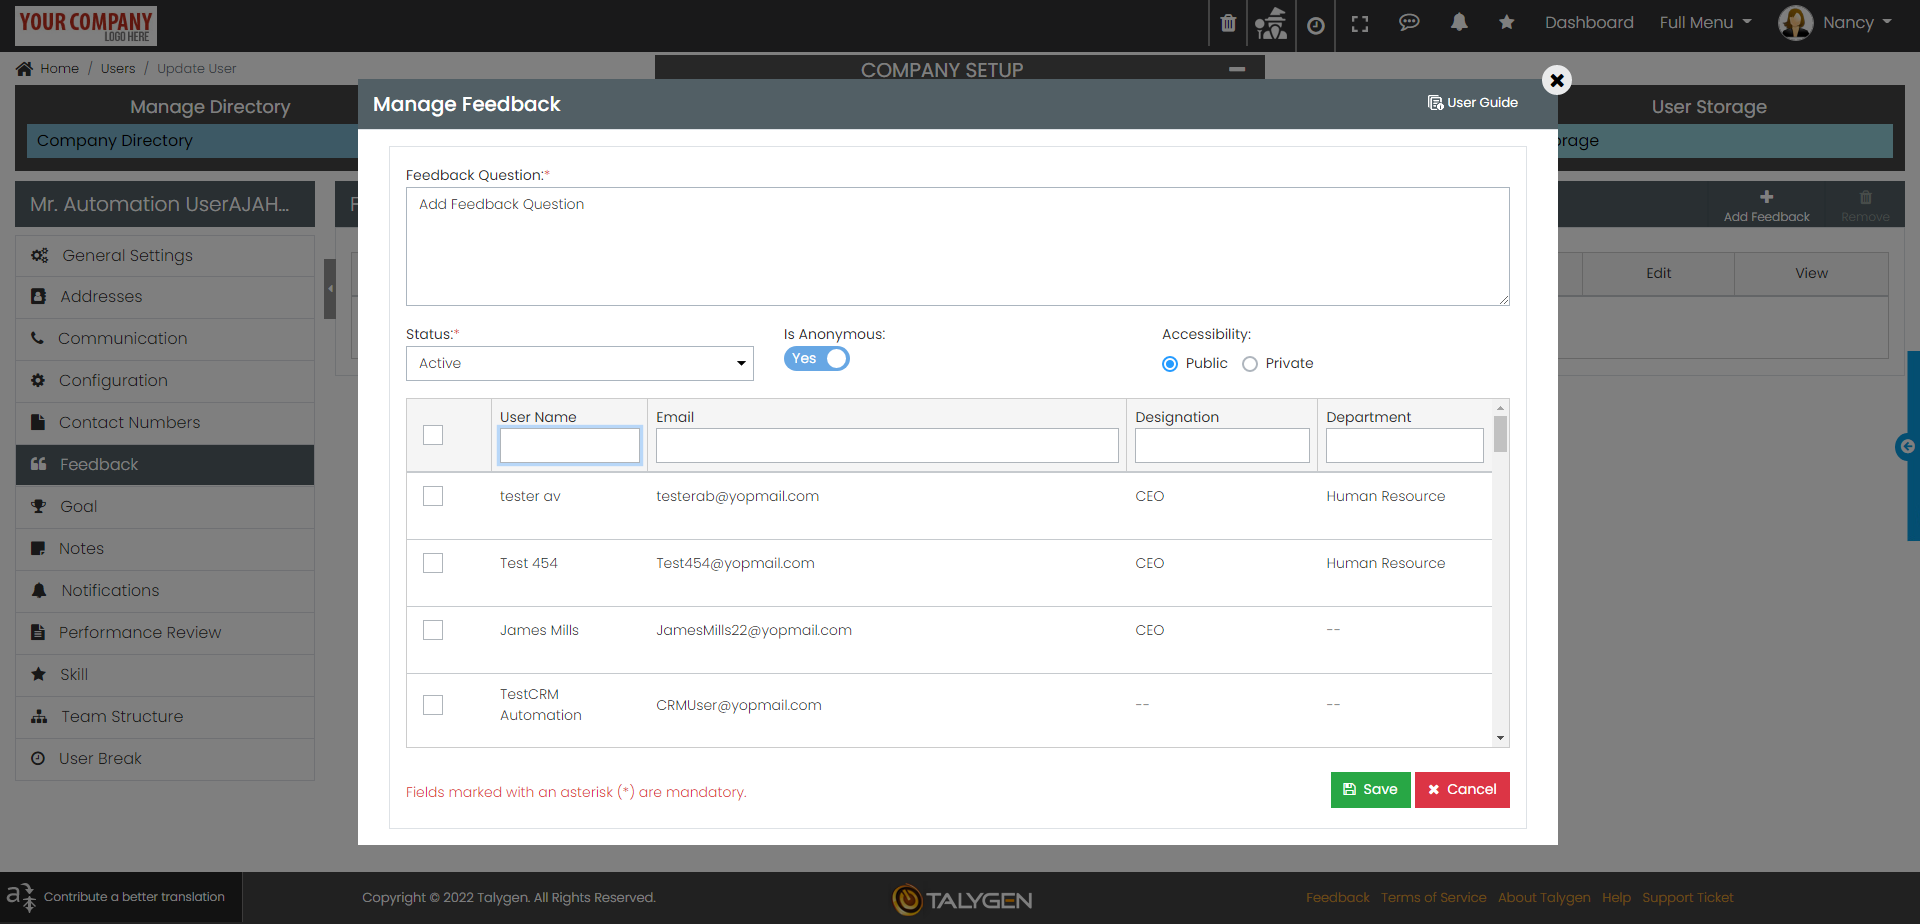 YOUR COMPANY
LOGO HERE
Dashboard
Full Menu
Nancy
Home / Users / Update User
COMPANY SETUP
Manage Directory
Company Directory
User Storage
orage
Manage Feedback
User Guide
Mr. Automation UserAJAH...
F
Add Feedback
Remove
General Settings
Addresses
Communication
Configuration
Contact Numbers
Feedback
Goal
Notes
Notifications
Performance Review
Skill
Team Structure
User Break
Edit
View
Feedback Question:*
Add Feedback Question
Status:*
Active
Is Anonymous:
Yes
Accessibility:
Public
Private
User Name
Email
Designation
Department
tester av
testerab@yopmail.com
CEO
Human Resource
Test 454
Test454@yopmail.com
CEO
Human Resource
James Mills
JamesMills22@yopmail.com
CEO
--
TestCRM
Automation
CRMUser@yopmail.com
--
--
Fields marked with an asterisk (*) are mandatory.
Save
Cancel
Contribute a better translation
Copyright © 2022 Talygen. All Rights Reserved.
TALYGEN
Feedback
Terms of Service
About Talygen
Help
Support Ticket